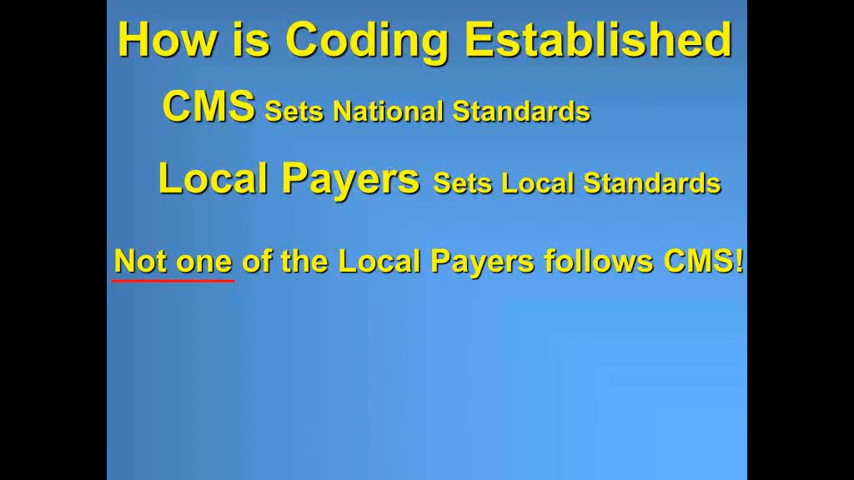 How is Coding Established
CMS Sets National Standards
Local Payers Sets Local Standards
Not one of the Local Payers follows CMS!